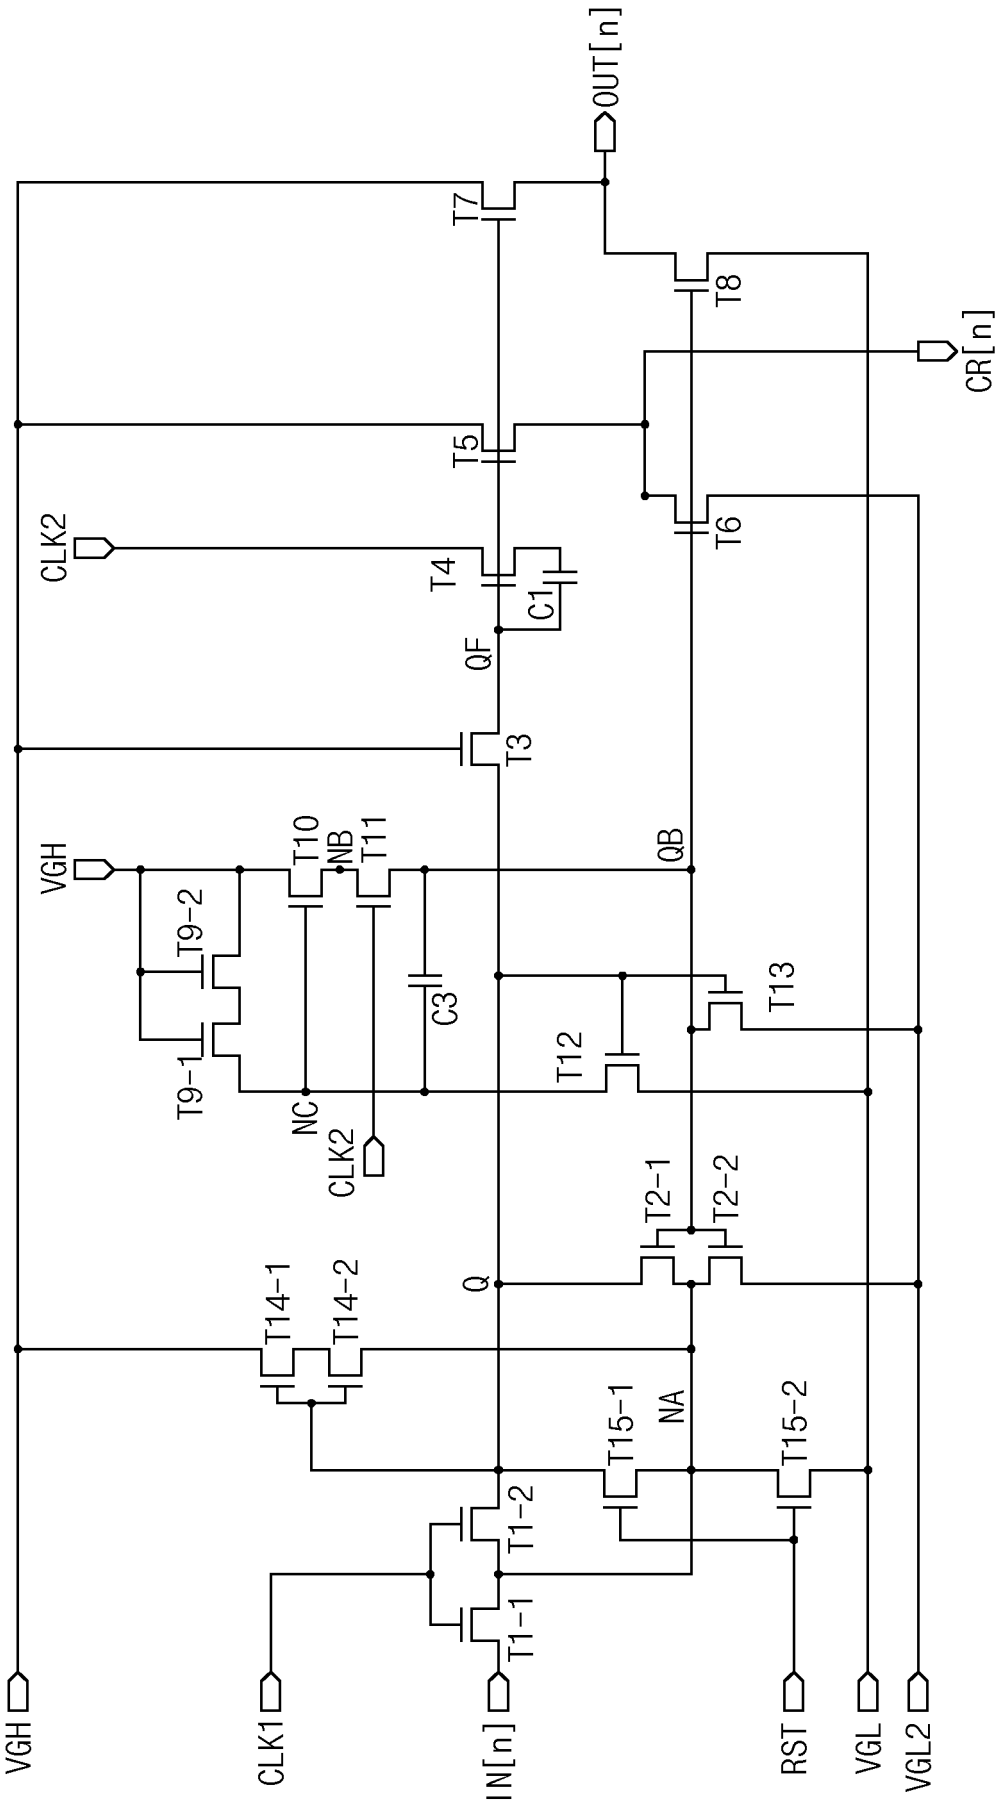 VGH
CLK1
IN[n]
RST
VGL
VGL2
T1-1
T1-2
T14-1
T14-2
T15-1
T15-2
NA
Q
T2-1
T2-2
CLK2
NC
T9-1
T9-2
VGH
T10
NB
T11
C3
T12
T13
QB
T3
QF
CLK2
T4
C1
T5
T6
T7
T8
CR[n]
OUT[n]